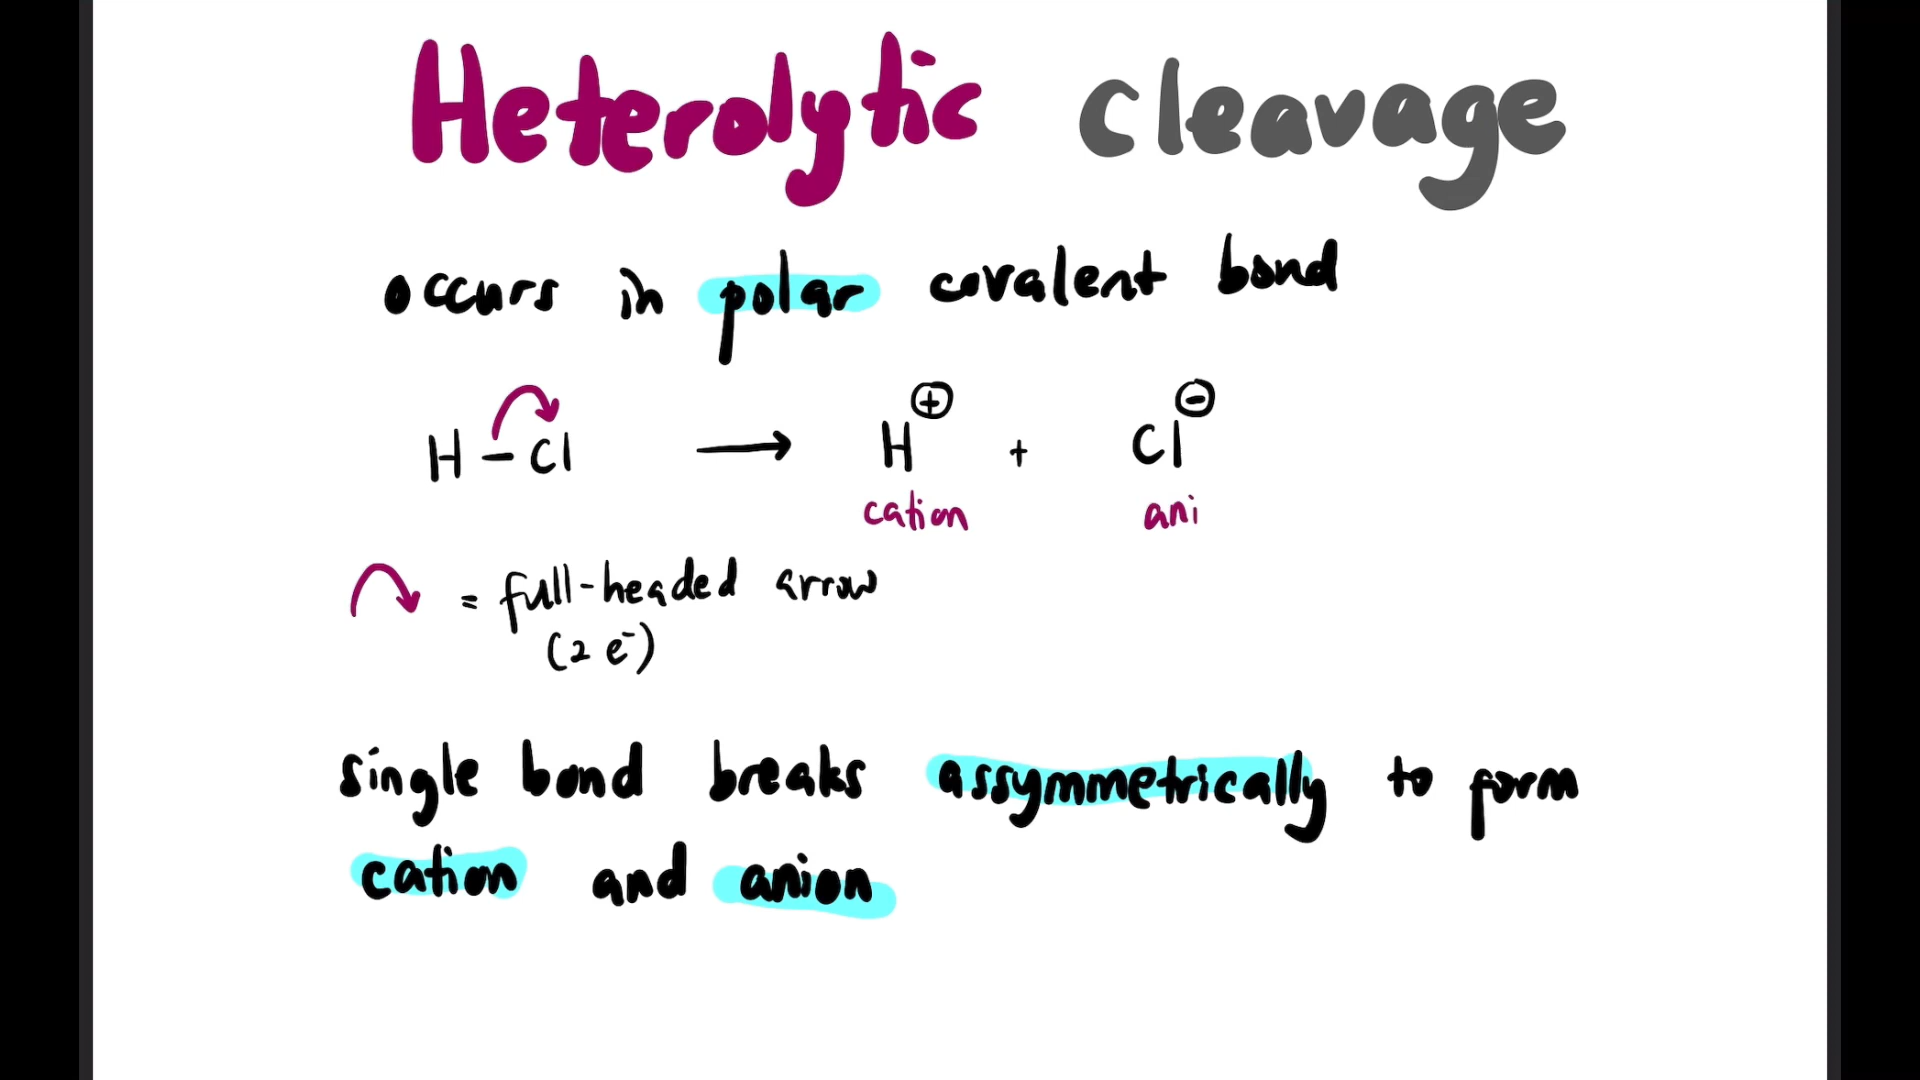 Heterolytic cleavage
occurs in polar covalent bond
H – Cl ⟶ H⊕ + Cl⊖
cation ani
= full-headed arrow
(2 e⁻)
single bond breaks assymmetrically to form
cation and anion